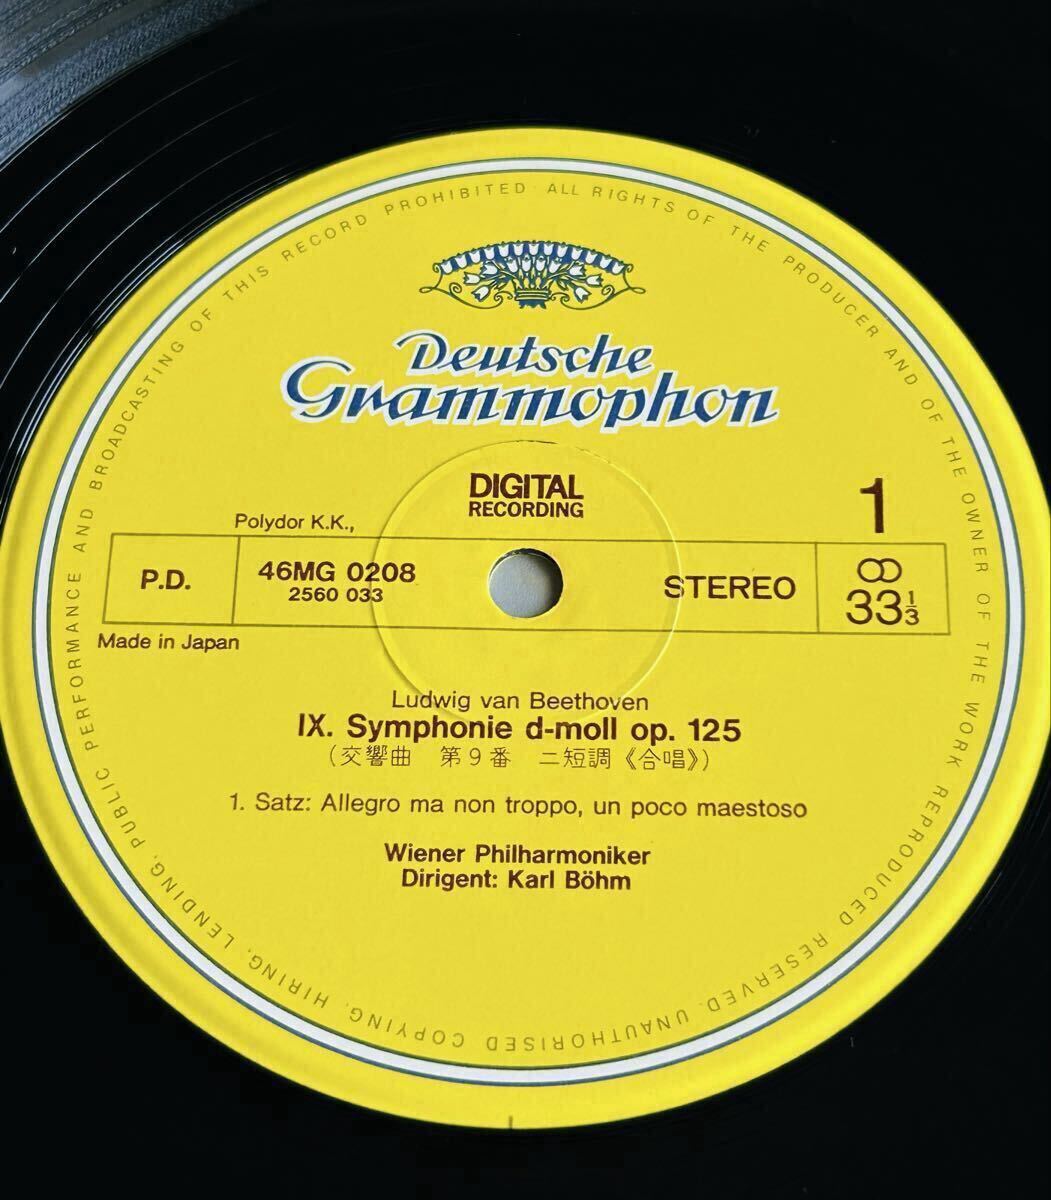 ALL RIGHTS OF THE PRODUCER AND OF THE OWNER OF THE WORK REPRODUCED RESERVED. UNAUTHORISED COPYING, HIRING, LENDING, PUBLIC PERFORMANCE AND BROADCASTING OF THIS RECORD PROHIBITED
Deutsche
Grammophon
DIGITAL
RECORDING
1
Polydor K.K.,
P.D.
46MG 0208
2560 033
STEREO
33 1/3
Made in Japan
Ludwig van Beethoven
IX. Symphonie d-moll op. 125
(交響曲 第9番 ニ短調《合唱》)
1. Satz: Allegro ma non troppo, un poco maestoso
Wiener Philharmoniker
Dirigent: Karl Böhm